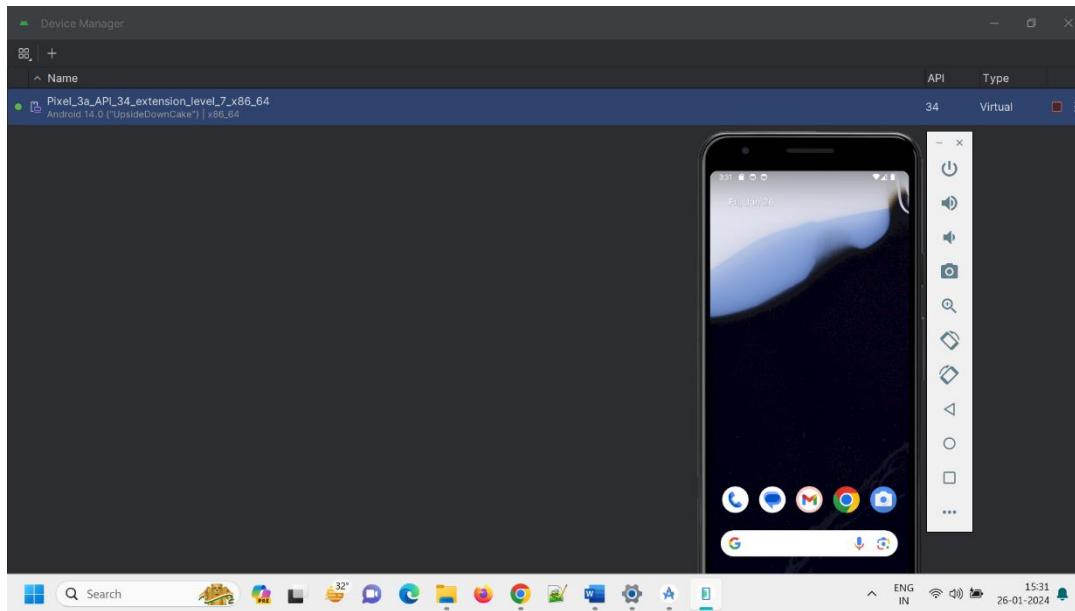 Device Manager
Name API Type
Pixel_3a_API_34_extension_level_7_x86_64
Android 14.0 ("UpsideDownCake") | x86_64
34 Virtual
3:31
Fri, Jan 26
Search
PRE
32°
ENG
IN
15:31
26-01-2024